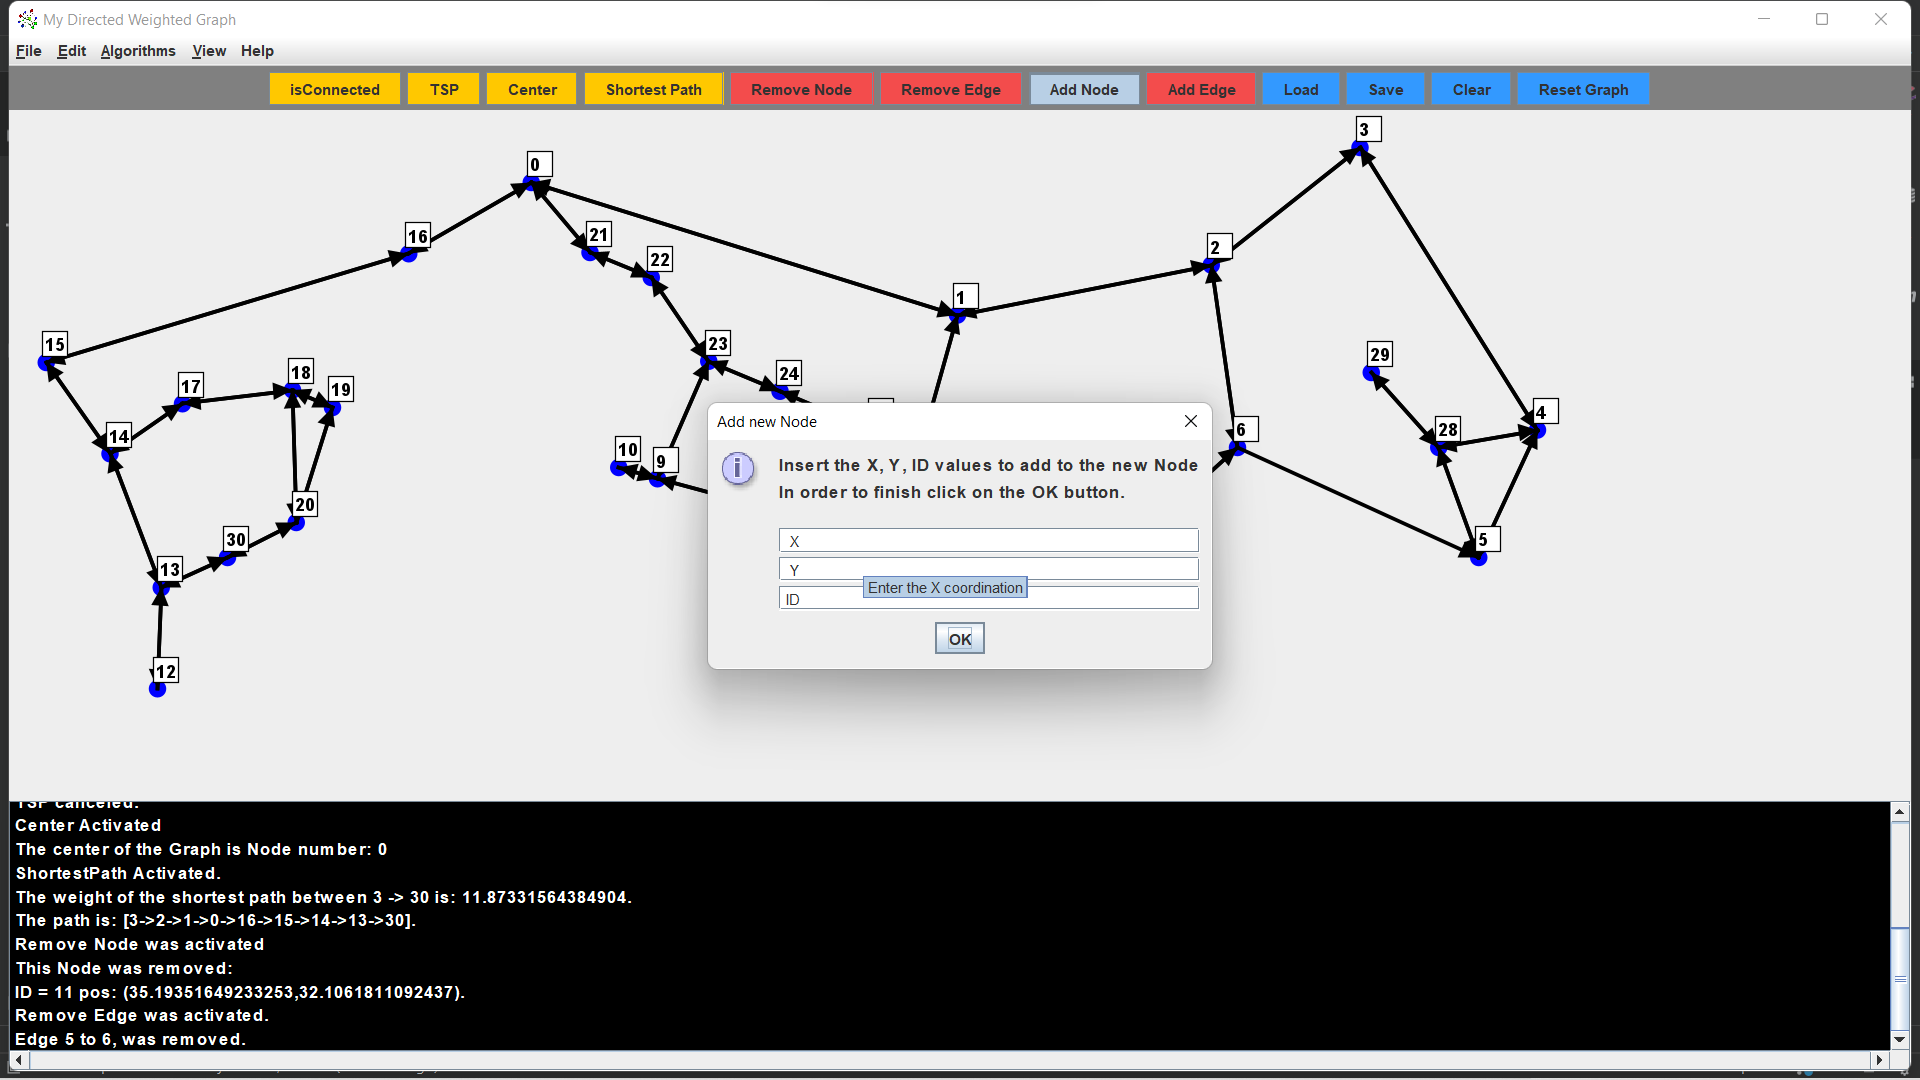 My Directed Weighted Graph
File Edit Algorithms View Help
isConnected TSP Center Shortest Path Remove Node Remove Edge Add Node Add Edge Load Save Clear Reset Graph
3
0
16
21
2
22
1
15
23
29
18
24
17
19
4
14
6
28
10
9
20
30
5
13
12
Add new Node
Insert the X, Y, ID values to add to the new Node
In order to finish click on the OK button.
X
Y
Enter the X coordination
ID
OK
TSP canceled.
Center Activated
The center of the Graph is Node number: 0
ShortestPath Activated.
The weight of the shortest path between 3 -> 30 is: 11.87331564384904.
The path is: [3->2->1->0->16->15->14->13->30].
Remove Node was activated
This Node was removed:
ID = 11 pos: (35.19351649233253,32.1061811092437).
Remove Edge was activated.
Edge 5 to 6, was removed.